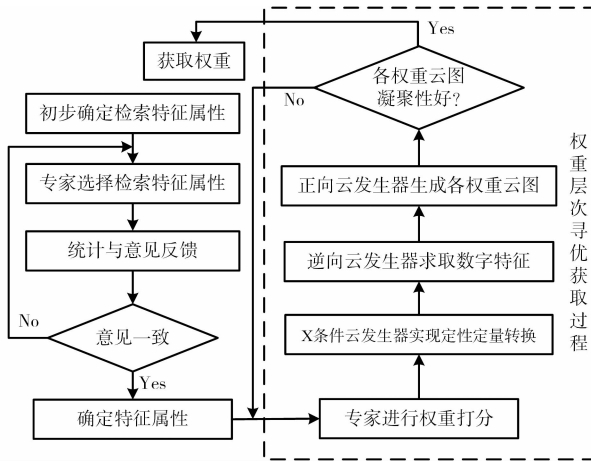 Yes
获取权重
各权重云图
凝聚性好?
No
初步确定检索特征属性
专家选择检索特征属性
统计与意见反馈
No
意见一致
Yes
确定特征属性
正向云发生器生成各权重云图
逆向云发生器求取数字特征
X条件云发生器实现定性定量转换
专家进行权重打分
权重层次寻优获取过程